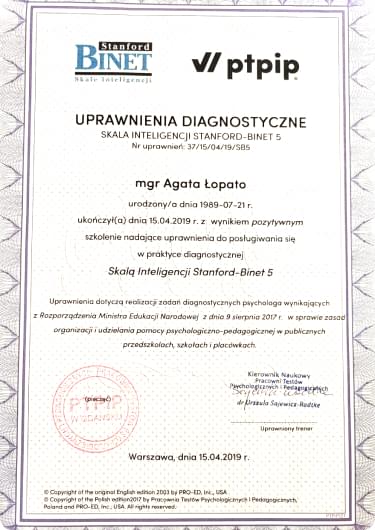 Stanford
BINET
Skale Inteligencji
ptpip
UPRAWNIENIA DIAGNOSTYCZNE
SKALA INTELIGENCJI STANFORD-BINET 5
Nr uprawnień: 37/15/04/19/SB5
mgr Agata Łopato
urodzony/a dnia 1989-07-21 r.
ukończył(a) dnia 15.04.2019 r. z wynikiem pozytywnym
szkolenie nadające uprawnienia do posługiwania się
w praktyce diagnostycznej
Skalą Inteligencji Stanford-Binet 5
Uprawnienia dotyczą realizacji zadań diagnostycznych psychologa wynikających
z Rozporządzenia Ministra Edukacji Narodowej z dnia 9 sierpnia 2017 r. w sprawie zasad
organizacji i udzielania pomocy psychologiczno-pedagogicznej w publicznych
przedszkolach, szkołach i placówkach.
Kierownik Naukowy
Pracowni Testów
Psychologicznych i Pedagogicznych
dr Urszula Sajewicz-Radtke
Uprawniony trener
(pieczęć)
PTPIP
W GDAŃSKU
Warszawa, dnia 15.04.2019 r.
© Copyright of the original English edition 2003 by PRO-ED, Inc., USA
© Copyright of the Polish edition2017 by Pracownia Testów Psychologicznych i Pedagogicznych,
Poland and PRO-ED, Inc., USA. All rights reserved.